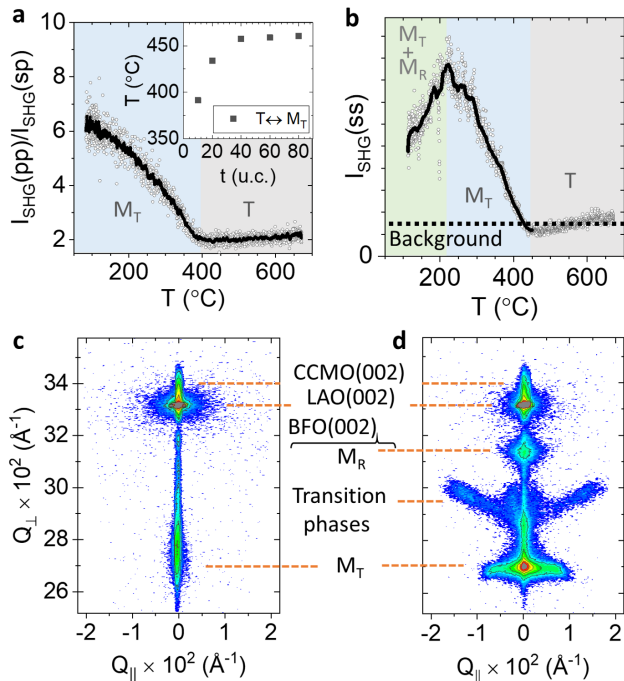 a
I_SHG(pp)/I_SHG(sp)
10
8
6
4
2
200
400
600
T (°C)
M_T
T
T (°C)
450
400
350
0
20
40
60
80
t (u.c.)
T↔M_T
b
I_SHG(ss)
0
M_T
+
M_R
M_T
T
Background
0
200
400
600
T (°C)
c
Q_⊥ × 10² (Å⁻¹)
34
32
30
28
26
-2
-1
0
1
2
Q_|| × 10² (Å⁻¹)
d
CCMO(002)
LAO(002)
BFO(002)
M_R
Transition
phases
M_T
-2
-1
0
1
2
Q_|| × 10² (Å⁻¹)